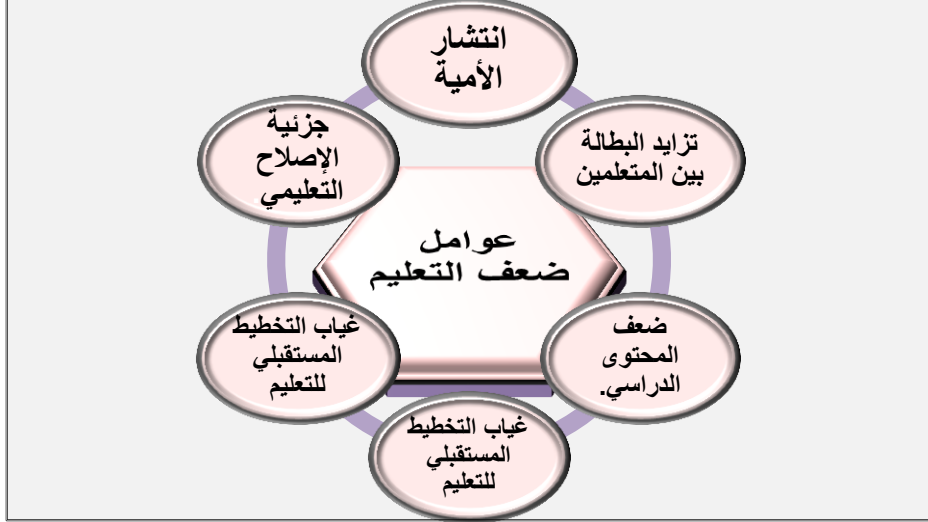 انتشار
الأمية
تزايد البطالة
بين المتعلمين
ضعف
المحتوى
الدراسي.
غياب التخطيط
المستقبلي
للتعليم
غياب التخطيط
المستقبلي
للتعليم
جزئية
الإصلاح
التعليمي
عوامل
ضعف التعليم